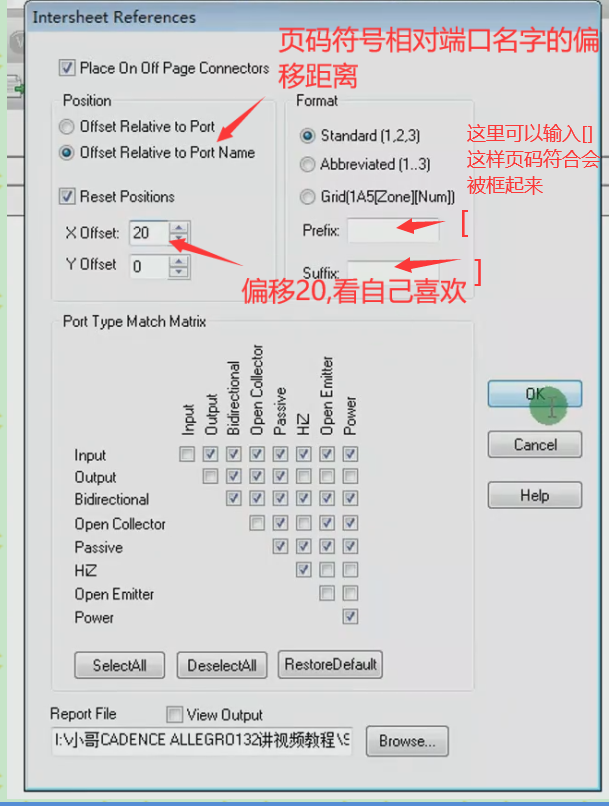 Intersheet References
页码符号相对端口名字的偏
移距离
Place On Off Page Connectors
Position
Offset Relative to Port
Offset Relative to Port Name
Reset Positions
X Offset: 20
Y Offset 0
Format
Standard (1,2,3)
Abbreviated (1..3)
Grid(1A5[Zone][Num])
Prefix:
[
Suffix:
]
这里可以输入[]
这样页码符合会
被框起来
偏移20,看自己喜欢
Port Type Match Matrix
Input
Output
Bidirectional
Open Collector
Passive
HiZ
Open Emitter
Power
Input
Output
Bidirectional
Open Collector
Passive
HiZ
Open Emitter
Power
OK
Cancel
Help
SelectAll DeselectAll RestoreDefault
Report File View Output
I:\小哥CADENCE ALLEGRO132讲视频教程\S Browse...